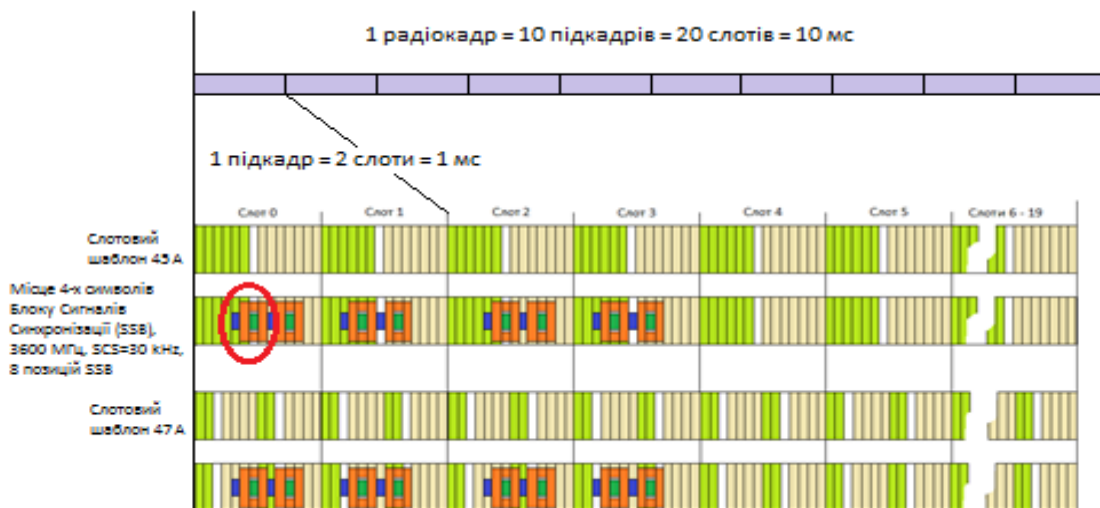 1 радіокадр = 10 підкадрів = 20 слотів = 10 мс
1 підкадр = 2 слоти = 1 мс
Слот 0 Слот 1 Слот 2 Слот 3 Слот 4 Слот 5 Слоти 6 - 19
Слотовий
шаблон 45 А
Місце 4-х символів
Блоку Сигналів
Синхронізації (SSB),
3600 МГц, SCS=30 kHz,
8 позицій SSB
Слотовий
шаблон 47 А